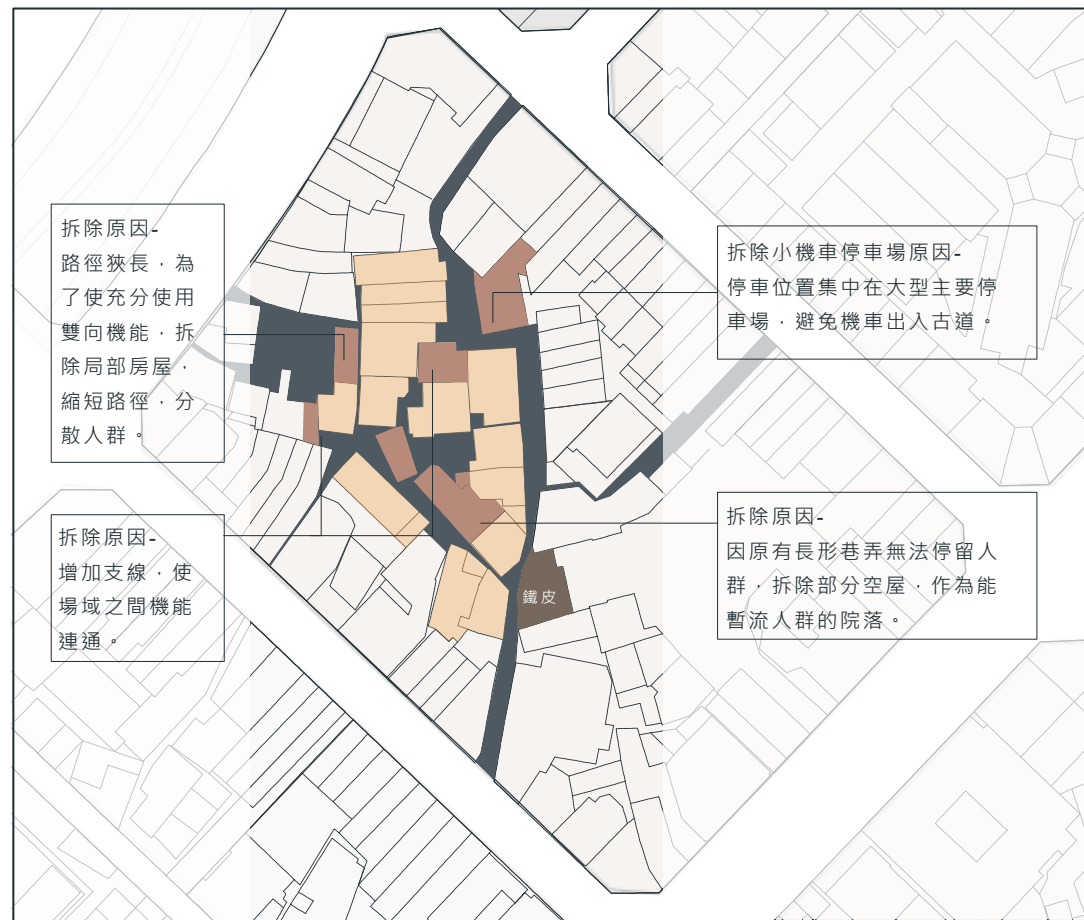 拆除原因-
路徑狹長，為
了使充分使用
雙向機能，拆
除局部房屋，
縮短路徑，分
散人群。
拆除原因-
增加支線，使
場域之間機能
連通。
拆除小機車停車場原因-
停車位置集中在大型主要停
車場，避免機車出入古道。
拆除原因-
因原有長形巷弄無法停留人
群，拆除部分空屋，作為能
暫流人群的院落。
鐵皮